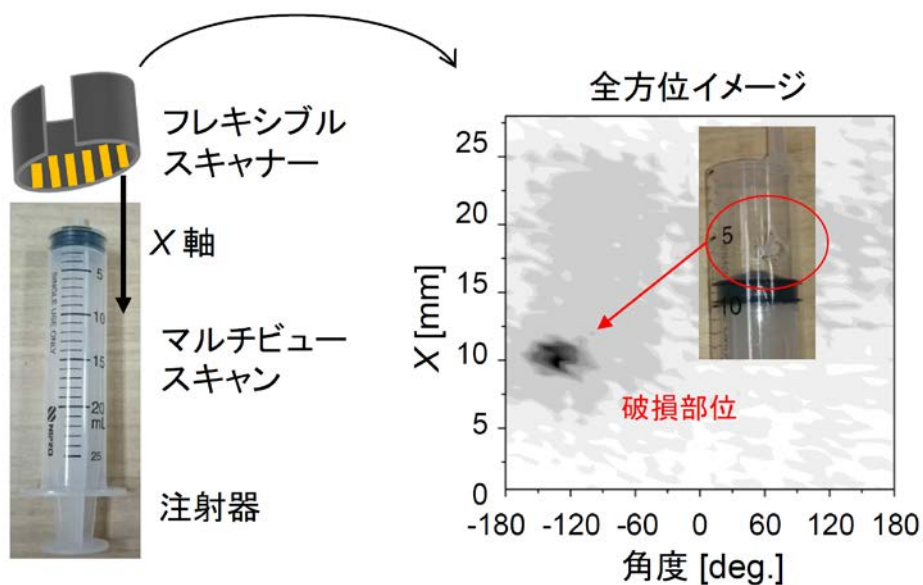 フレキシブル
スキャナー
X 軸
マルチビュー
スキャン
注射器
5
10
15
20
mL
25
SINGLE USE ONLY
NIPRO
全方位イメージ
X [mm]
25
20
15
10
5
0
-180
-120
-60
0
60
120
180
角度 [deg.]
5
10
破損部位